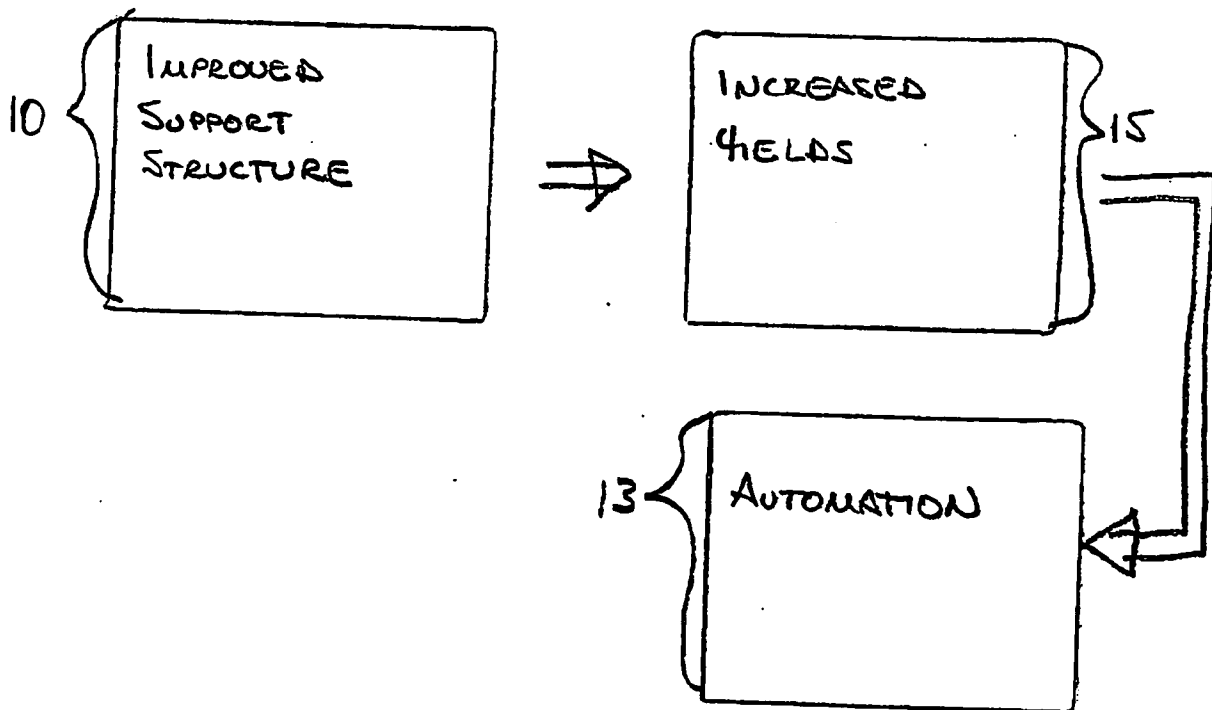 10
IMPROVED
SUPPORT
STRUCTURE
INCREASED
YIELDS
15
13
AUTOMATION